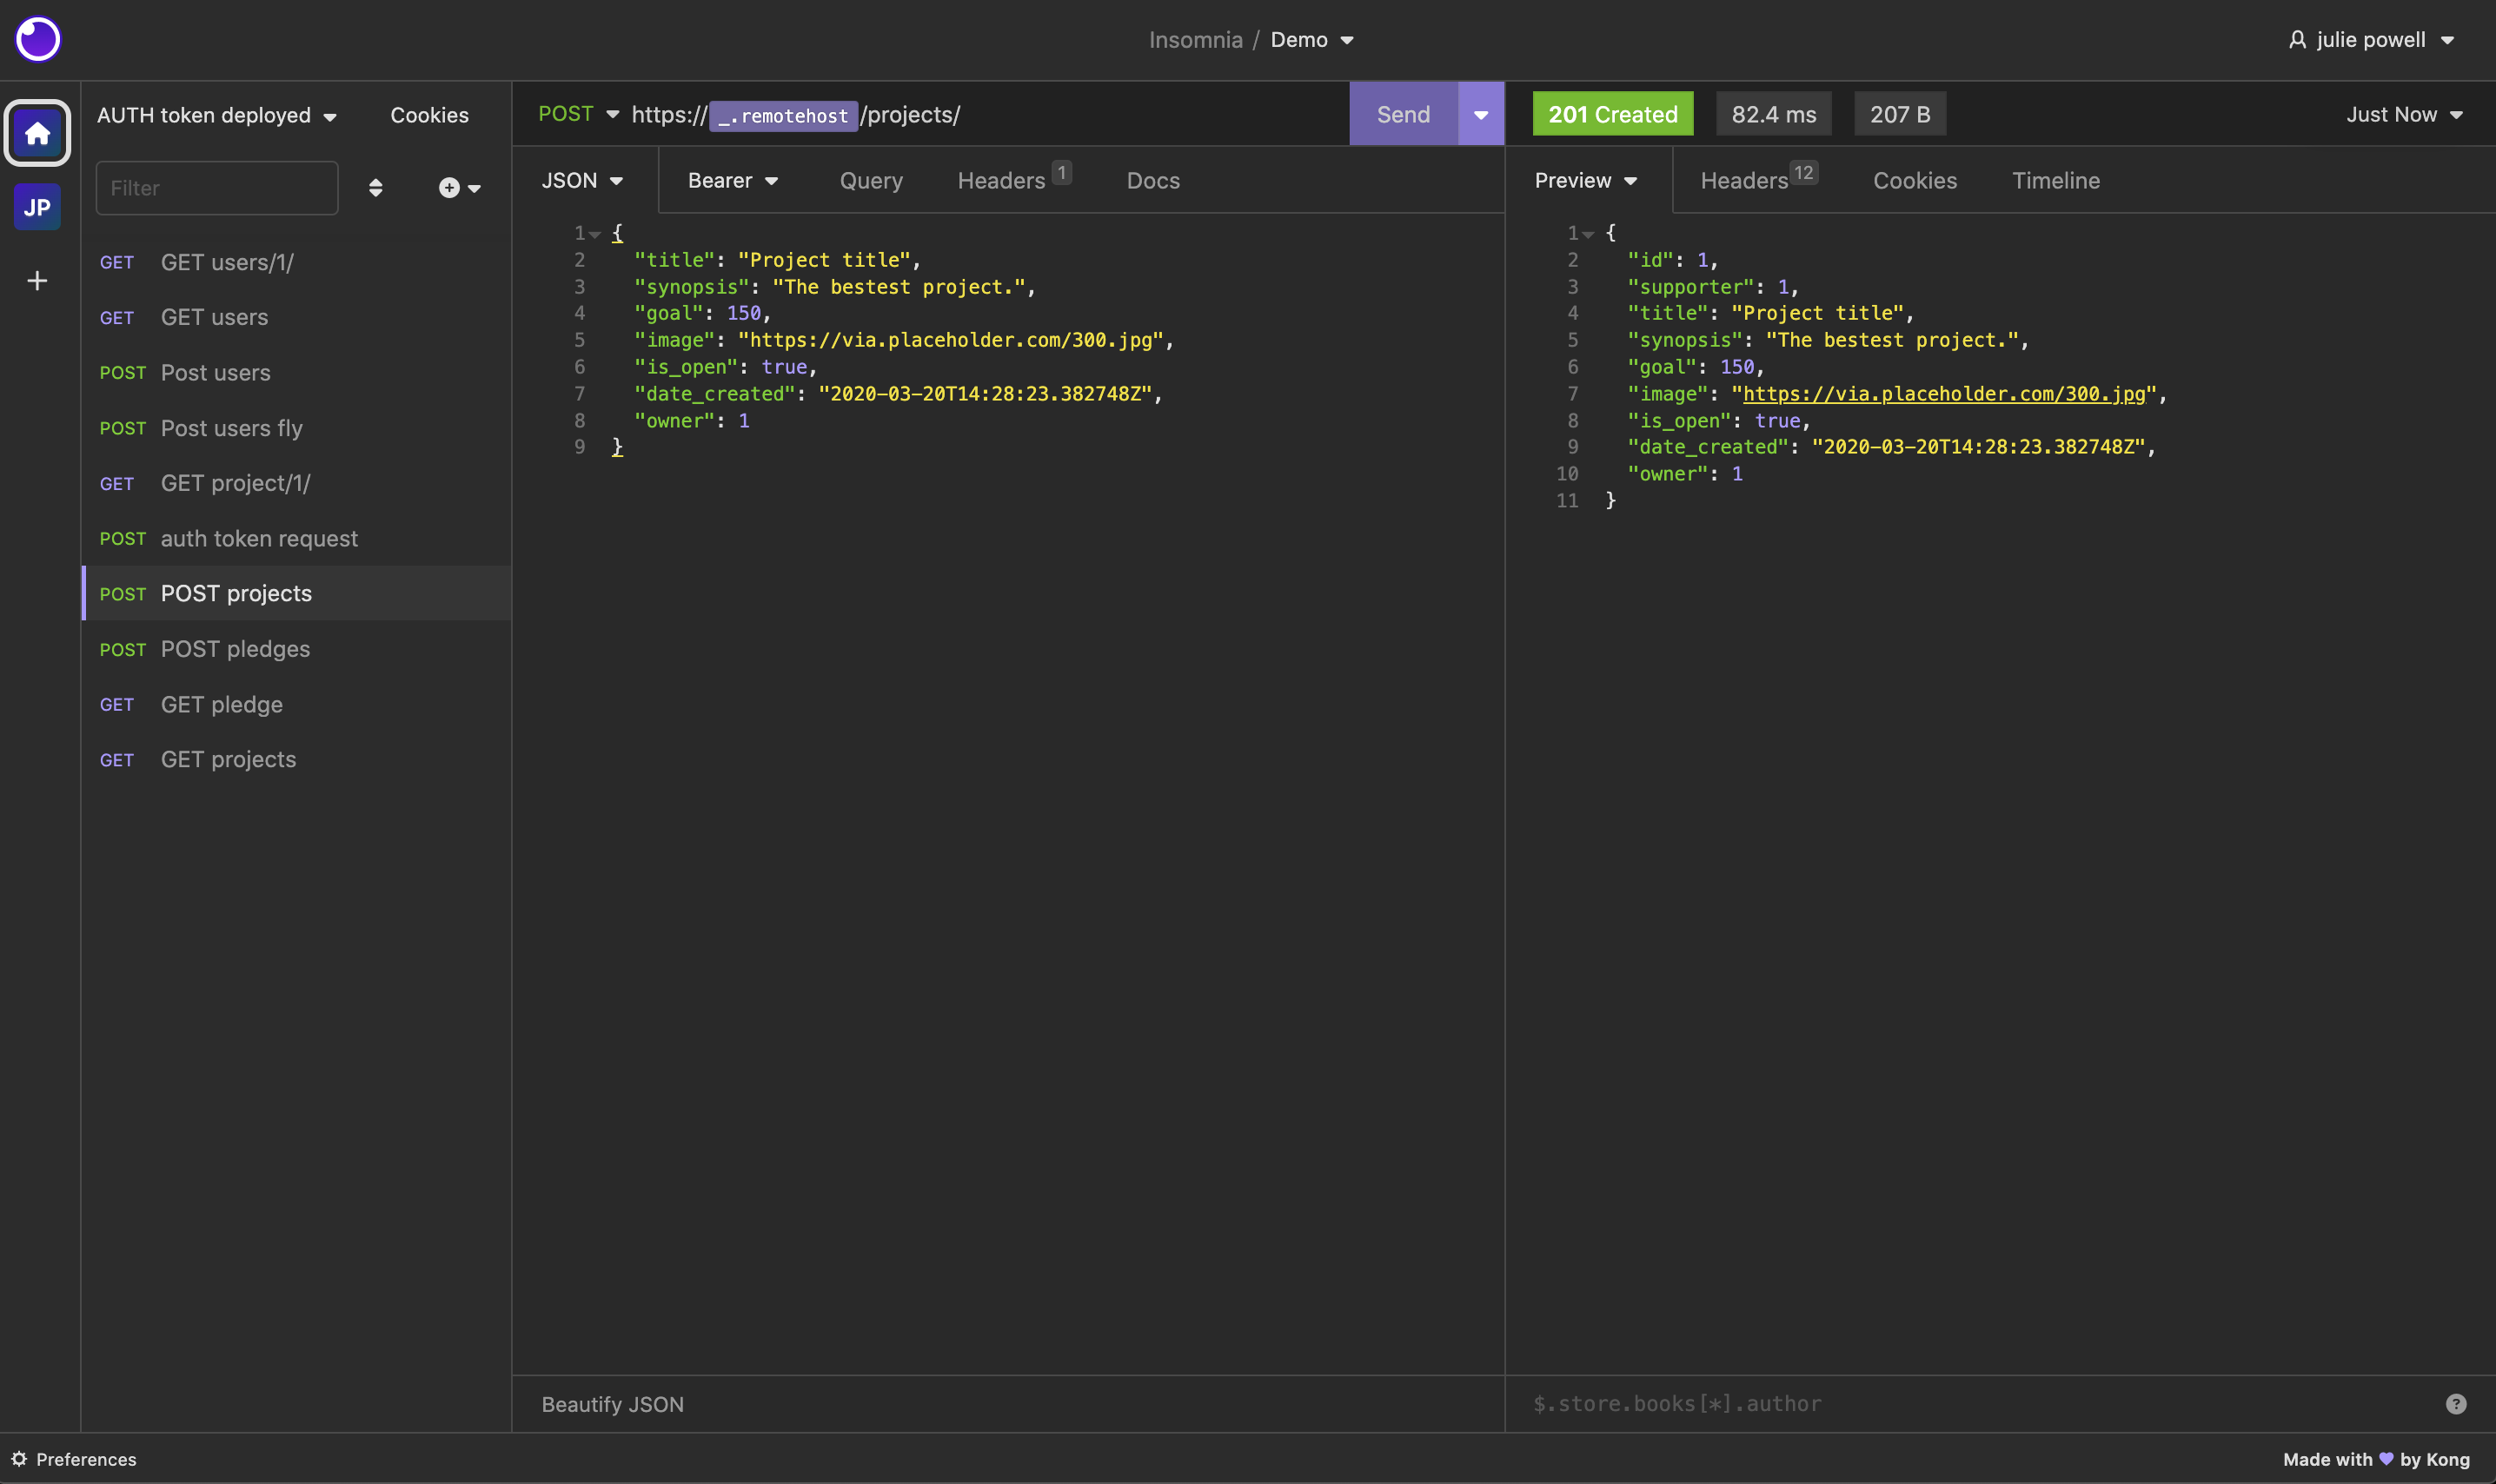 Insomnia / Demo
julie powell
JP
AUTH token deployed
Cookies
Filter
GET GET users/1/
GET GET users
POST Post users
POST Post users fly
GET GET project/1/
POST auth token request
POST POST projects
POST POST pledges
GET GET pledge
GET GET projects
POST https:// _.remotehost /projects/
Send
JSON Bearer Query Headers 1 Docs
1 {
2 "title": "Project title",
3 "synopsis": "The bestest project.",
4 "goal": 150,
5 "image": "https://via.placeholder.com/300.jpg",
6 "is_open": true,
7 "date_created": "2020-03-20T14:28:23.382748Z",
8 "owner": 1
9 }
Beautify JSON
201 Created 82.4 ms 207 B Just Now
Preview Headers 12 Cookies Timeline
1 {
2 "id": 1,
3 "supporter": 1,
4 "title": "Project title",
5 "synopsis": "The bestest project.",
6 "goal": 150,
7 "image": "https://via.placeholder.com/300.jpg",
8 "is_open": true,
9 "date_created": "2020-03-20T14:28:23.382748Z",
10 "owner": 1
11 }
$.store.books[*].author
?
Preferences
Made with 💜 by Kong